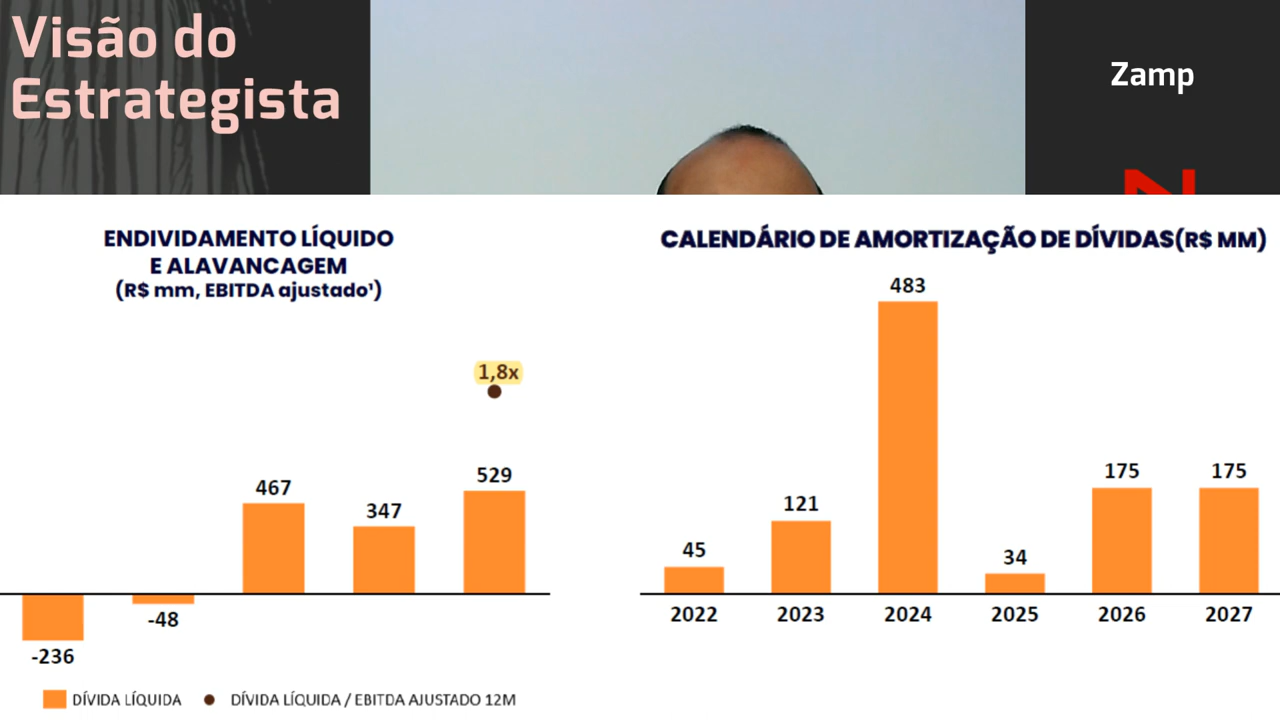 Visão do
Estrategista
Zamp
ENDIVIDAMENTO LÍQUIDO
E ALAVANCAGEM
(R$ mm, EBITDA ajustado¹)
1,8x
467
347
529
-236
-48
DÍVIDA LÍQUIDA
DÍVIDA LÍQUIDA / EBITDA AJUSTADO 12M
CALENDÁRIO DE AMORTIZAÇÃO DE DÍVIDAS(R$ MM)
45
121
483
34
175
175
2022
2023
2024
2025
2026
2027